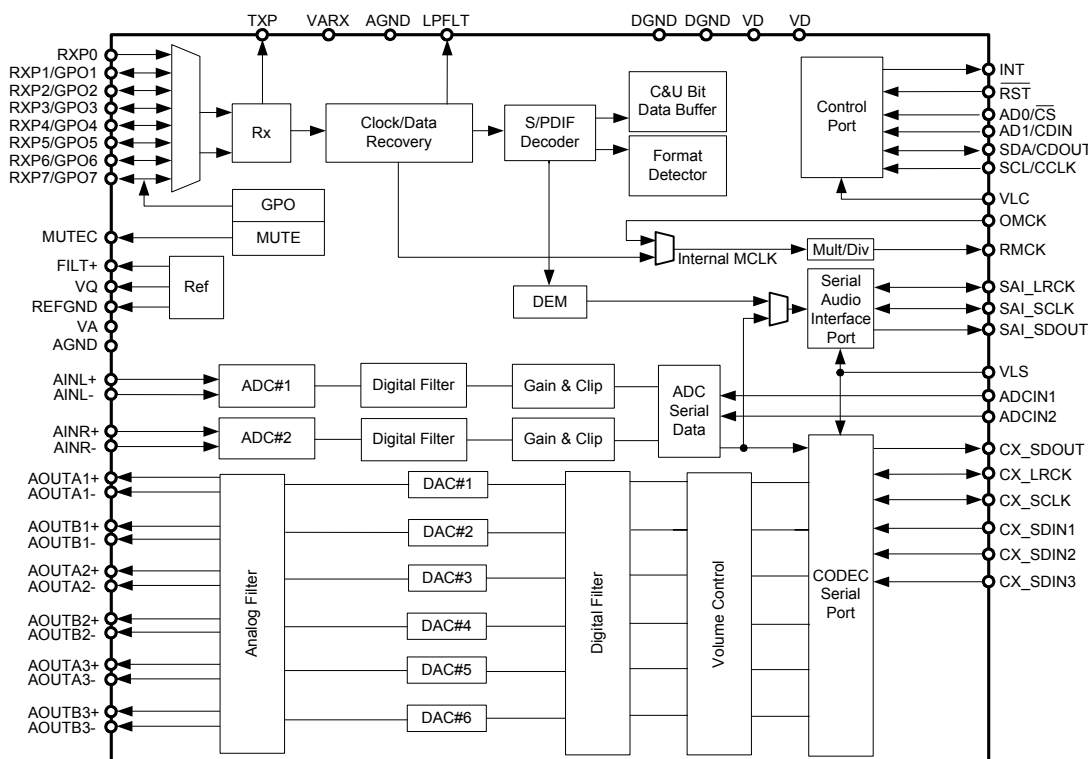 TXP
VARX
AGND
LPFLT
DGND
DGND
VD
VD
RXP0
RXP1/GPO1
RXP2/GPO2
RXP3/GPO3
RXP4/GPO4
RXP5/GPO5
RXP6/GPO6
RXP7/GPO7
MUTEC
FILT+
VQ
REFGND
VA
AGND
AINL+
AINL-
AINR+
AINR-
AOUTA1+
AOUTA1-
AOUTB1+
AOUTB1-
AOUTA2+
AOUTA2-
AOUTB2+
AOUTB2-
AOUTA3+
AOUTA3-
AOUTB3+
AOUTB3-
Rx
Clock/Data
Recovery
S/PDIF
Decoder
C&U Bit
Data Buffer
Format
Detector
Control
Port
GPO
MUTE
Ref
Internal MCLK
Mult/Div
DEM
Serial
Audio
Interface
Port
ADC#1
Digital Filter
Gain & Clip
ADC
Serial
Data
ADC#2
Digital Filter
Gain & Clip
Analog Filter
DAC#1
DAC#2
DAC#3
DAC#4
DAC#5
DAC#6
Digital Filter
Volume Control
CODEC
Serial
Port
INT
RST
AD0/CS
AD1/CDIN
SDA/CDOUT
SCL/CCLK
VLC
OMCK
RMCK
SAI_LRCK
SAI_SCLK
SAI_SDOUT
VLS
ADCIN1
ADCIN2
CX_SDOUT
CX_LRCK
CX_SCLK
CX_SDIN1
CX_SDIN2
CX_SDIN3